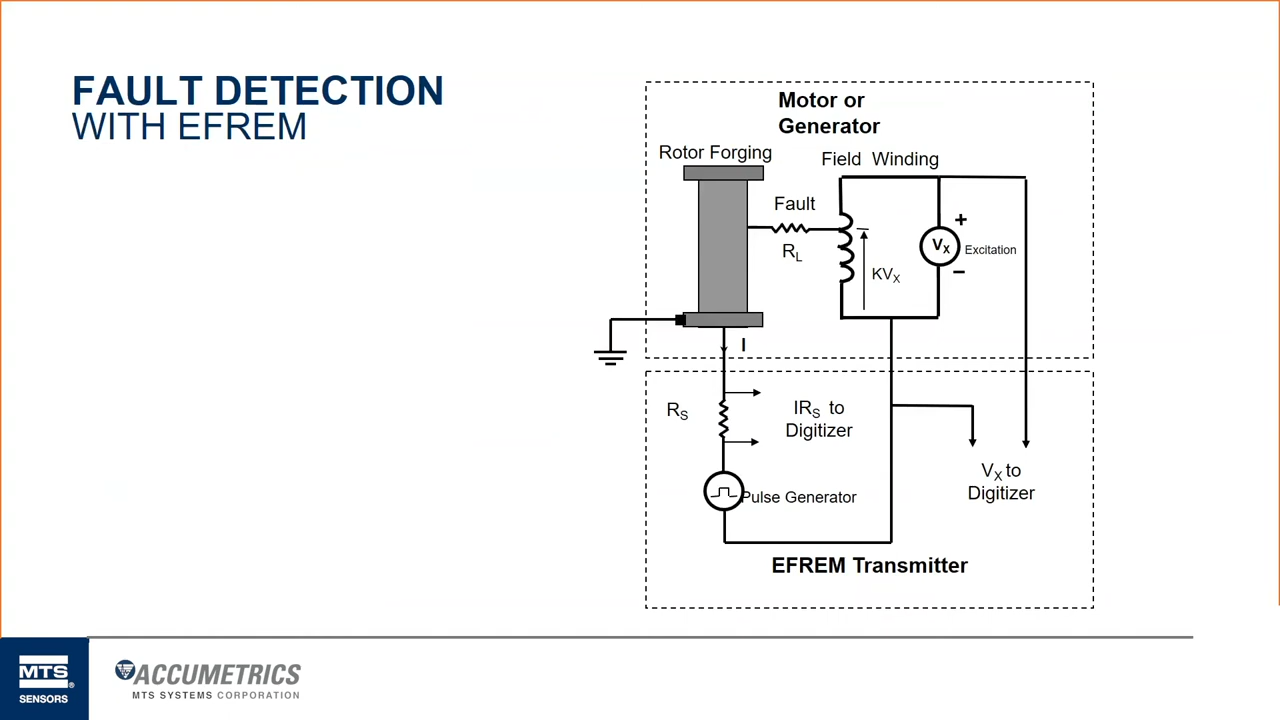 FAULT DETECTION
WITH EFREM
Motor or
Generator
Rotor Forging
Field Winding
Fault
RL
KVX
+
VX
Excitation
−
I
RS
IRS to
Digitizer
VX to
Digitizer
Pulse Generator
EFREM Transmitter
MTS
®
SENSORS
ACCUMETRICS
MTS SYSTEMS CORPORATION